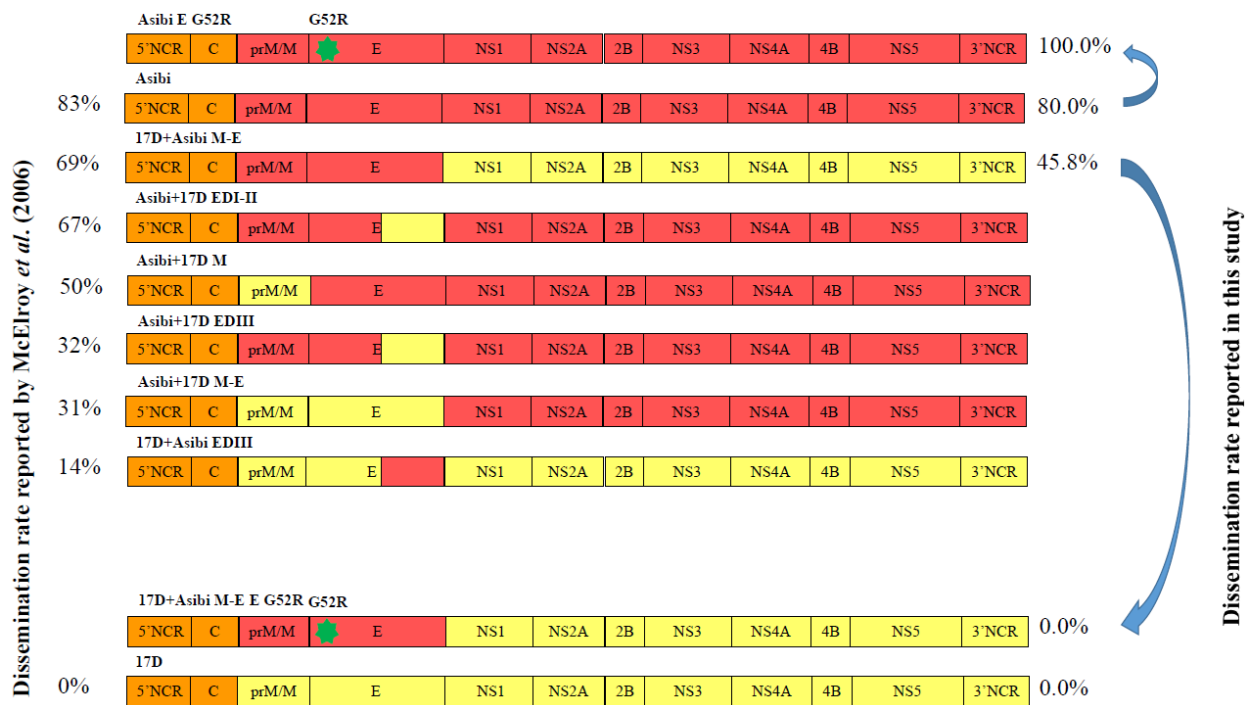 Asibi E G52R G52R
5’NCR C prM/M E NS1 NS2A 2B NS3 NS4A 4B NS5 3’NCR 100.0%
Asibi
83% 5’NCR C prM/M E NS1 NS2A 2B NS3 NS4A 4B NS5 3’NCR 80.0%
17D+Asibi M-E
69% 5’NCR C prM/M E NS1 NS2A 2B NS3 NS4A 4B NS5 3’NCR 45.8%
Asibi+17D EDI-II
67% 5’NCR C prM/M E NS1 NS2A 2B NS3 NS4A 4B NS5 3’NCR
Asibi+17D M
50% 5’NCR C prM/M E NS1 NS2A 2B NS3 NS4A 4B NS5 3’NCR
Asibi+17D EDIII
32% 5’NCR C prM/M E NS1 NS2A 2B NS3 NS4A 4B NS5 3’NCR
Asibi+17D M-E
31% 5’NCR C prM/M E NS1 NS2A 2B NS3 NS4A 4B NS5 3’NCR
17D+Asibi EDIII
14% 5’NCR C prM/M E NS1 NS2A 2B NS3 NS4A 4B NS5 3’NCR
17D+Asibi M-E E G52R G52R
5’NCR C prM/M E NS1 NS2A 2B NS3 NS4A 4B NS5 3’NCR 0.0%
17D
0% 5’NCR C prM/M E NS1 NS2A 2B NS3 NS4A 4B NS5 3’NCR 0.0%
Dissemination rate reported by McElroy et al. (2006)
Dissemination rate reported in this study